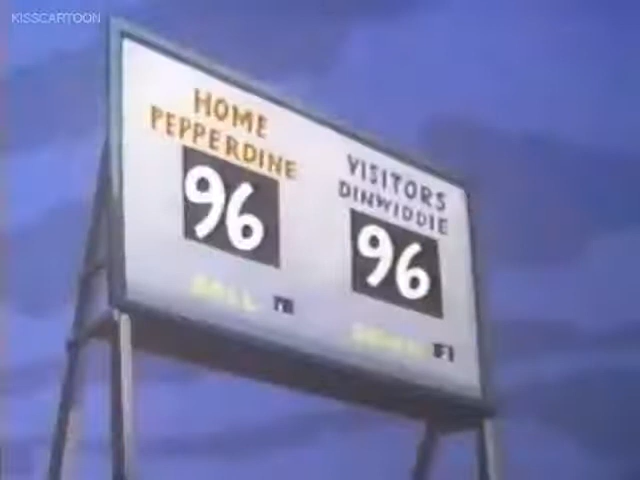 KISSCARTOON
HOME
PEPPERDINE
96
VISITORS
DINWIDDIE
96